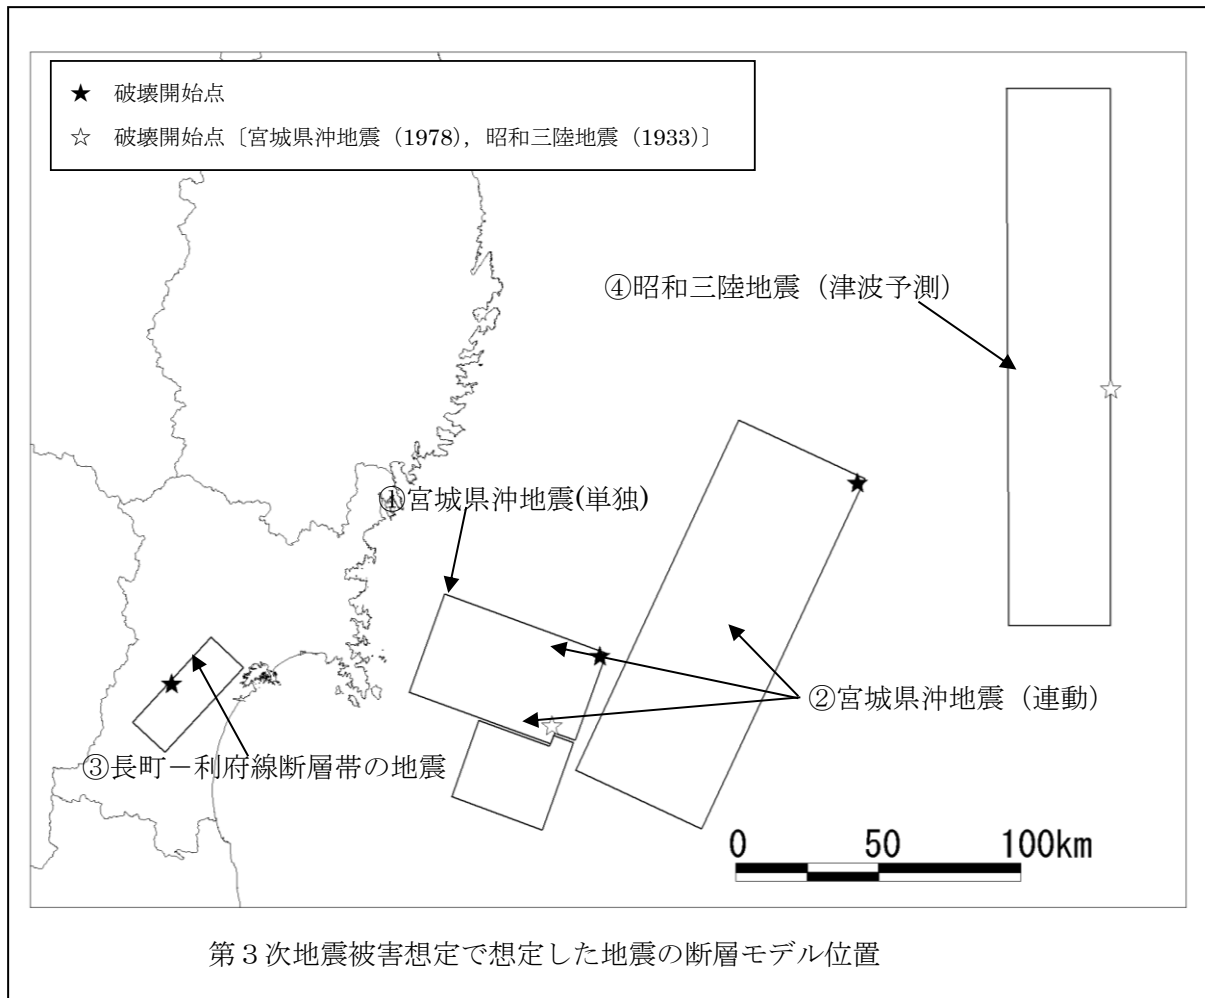 ★ 破壊開始点
☆ 破壊開始点〔宮城県沖地震（1978），昭和三陸地震（1933）〕
④昭和三陸地震（津波予測）
①宮城県沖地震(単独)
②宮城県沖地震（連動）
③長町－利府線断層帯の地震
0 50 100km
第３次地震被害想定で想定した地震の断層モデル位置